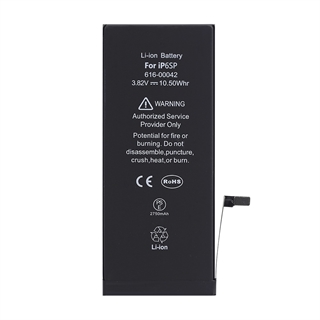 Li-ion Battery
For iP6SP
616-00042
3.82V⎓10.50Whr
WARNING
Authorized Service
Provider Only
Potential for fire or
burning. Do not
disassemble,puncture,
crush,heat, or burn.
CE RoHS
2750mAh
Li-ion